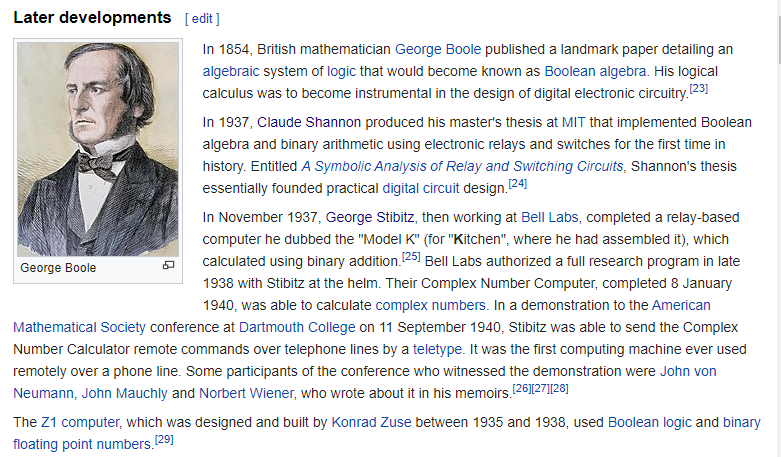 Later developments [ edit ]
In 1854, British mathematician George Boole published a landmark paper detailing an
algebraic system of logic that would become known as Boolean algebra. His logical
calculus was to become instrumental in the design of digital electronic circuitry.[23]
In 1937, Claude Shannon produced his master's thesis at MIT that implemented Boolean
algebra and binary arithmetic using electronic relays and switches for the first time in
history. Entitled A Symbolic Analysis of Relay and Switching Circuits, Shannon's thesis
essentially founded practical digital circuit design.[24]
In November 1937, George Stibitz, then working at Bell Labs, completed a relay-based
computer he dubbed the "Model K" (for "Kitchen", where he had assembled it), which
calculated using binary addition.[25] Bell Labs authorized a full research program in late
1938 with Stibitz at the helm. Their Complex Number Computer, completed 8 January
1940, was able to calculate complex numbers. In a demonstration to the American
Mathematical Society conference at Dartmouth College on 11 September 1940, Stibitz was able to send the Complex
Number Calculator remote commands over telephone lines by a teletype. It was the first computing machine ever used
remotely over a phone line. Some participants of the conference who witnessed the demonstration were John von
Neumann, John Mauchly and Norbert Wiener, who wrote about it in his memoirs.[26][27][28]
The Z1 computer, which was designed and built by Konrad Zuse between 1935 and 1938, used Boolean logic and binary
floating point numbers.[29]
George Boole